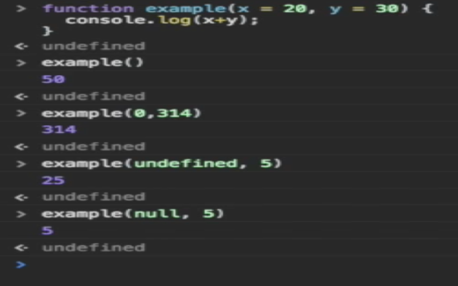 > function example(x = 20, y = 30) {
console.log(x+y);
}
<- undefined
> example()
50
<- undefined
> example(0,314)
314
<- undefined
> example(undefined, 5)
25
<- undefined
> example(null, 5)
5
<- undefined
>